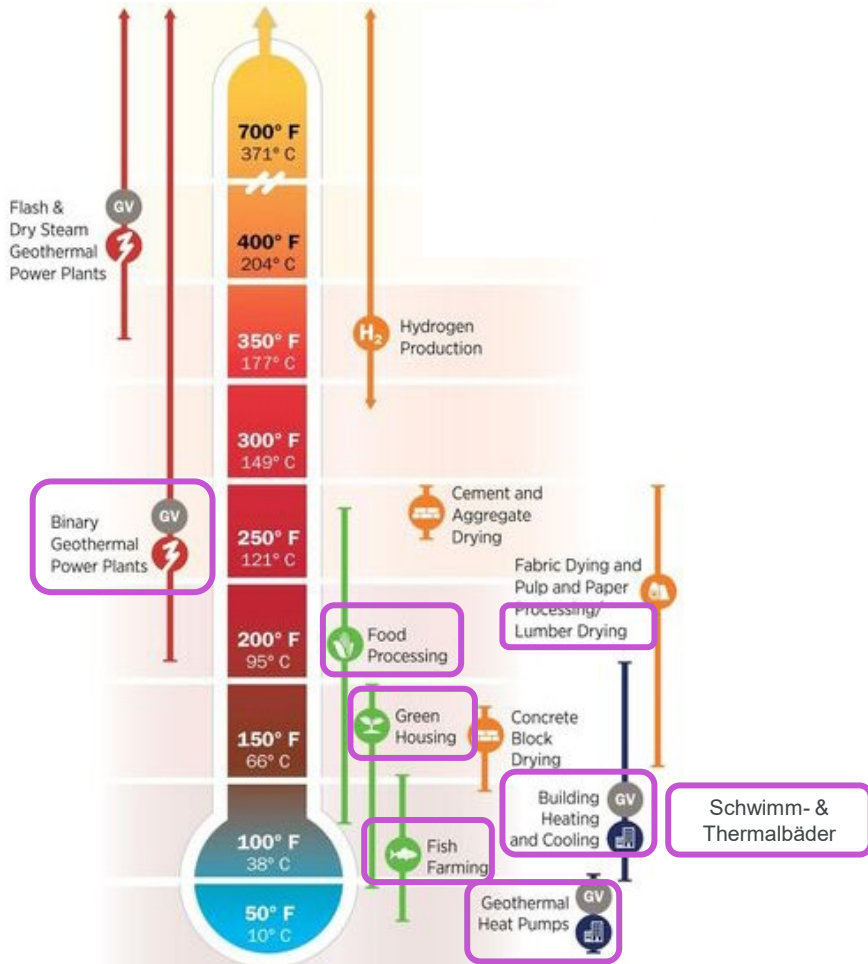 700° F
371° C
GV
Flash &
Dry Steam
Geothermal
Power Plants
400° F
204° C
H₂
Hydrogen
Production
350° F
177° C
300° F
149° C
GV
Binary
Geothermal
Power Plants
250° F
121° C
Cement and
Aggregate
Drying
Fabric Dying and
Pulp and Paper
Processing/
Lumber Drying
200° F
95° C
Food
Processing
150° F
66° C
Green
Housing
Concrete
Block
Drying
Building
Heating
and Cooling
GV
Schwimm- &
Thermalbäder
100° F
38° C
Fish
Farming
50° F
10° C
Geothermal
Heat Pumps
GV